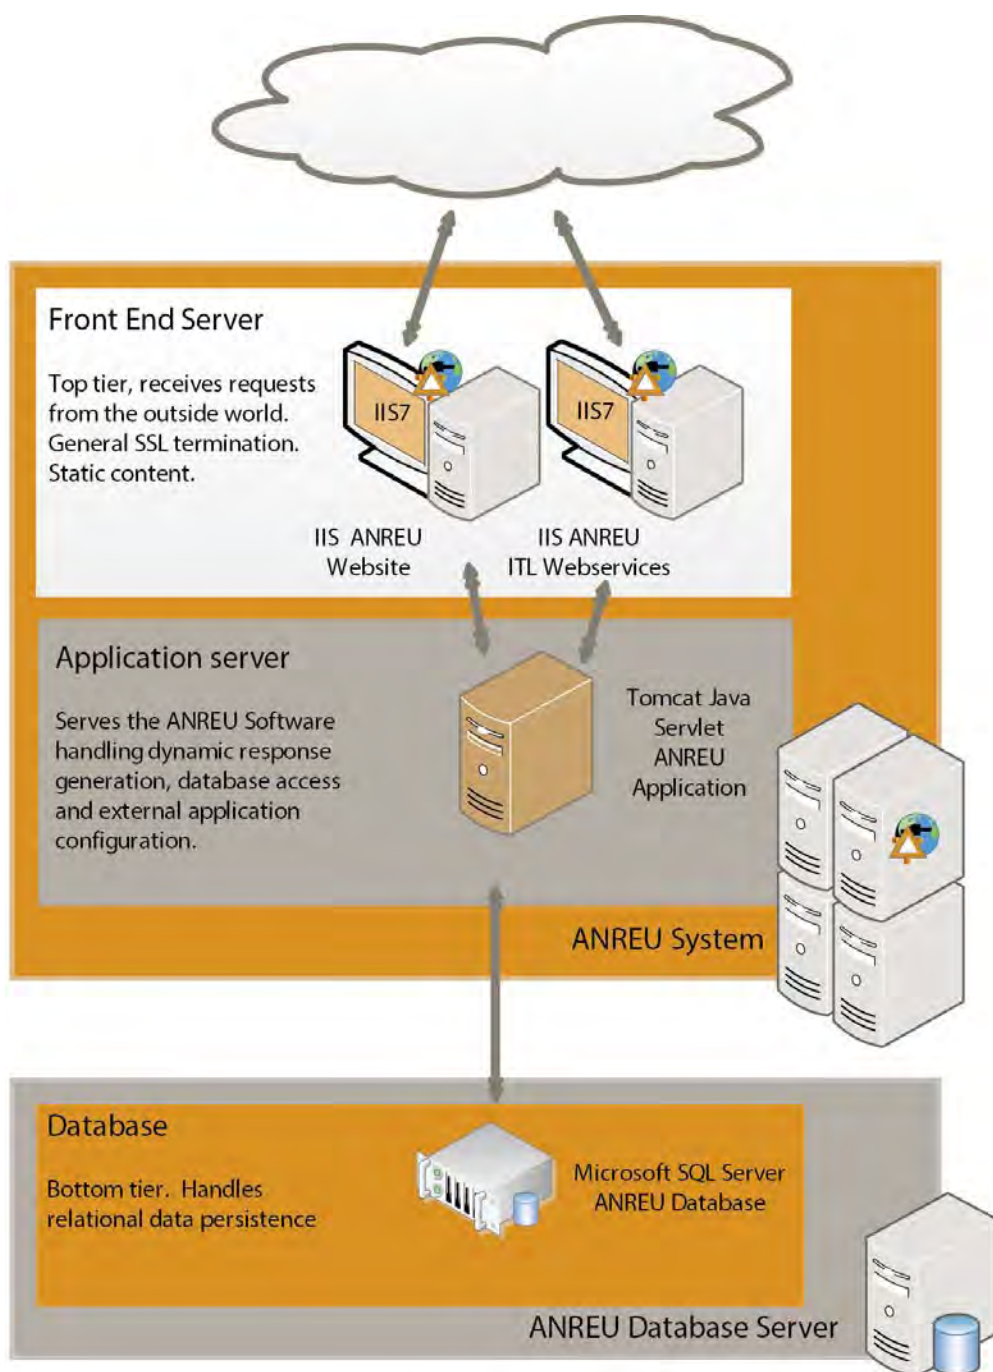 Front End Server
Top tier, receives requests
from the outside world.
General SSL termination.
Static content.
IIS7
IIS7
IIS ANREU
Website
IIS ANREU
ITL Webservices
Application server
Serves the ANREU Software
handling dynamic response
generation, database access
and external application
configuration.
Tomcat Java
Servlet
ANREU
Application
ANREU System
Database
Bottom tier. Handles
relational data persistence
Microsoft SQL Server
ANREU Database
ANREU Database Server